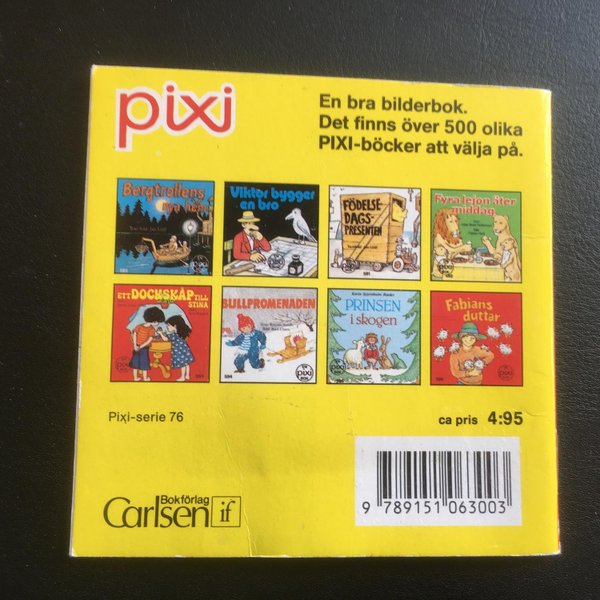 pixi
En bra bilderbok.
Det finns över 500 olika
PIXI-böcker att välja på.
Bergtrollens
nya hem
Viktor bygger
en bro
FÖDELSE-
DAGS-
PRESENTEN
Fyra lejon äter
middag
ETT DOCKSKÅP TILL
STINA
BULLPROMENADEN
PRINSEN
i skogen
Fabians
duttar
Pixi-serie 76
ca pris 4:95
Bokförlag
Carlsen if
9 789151 063003